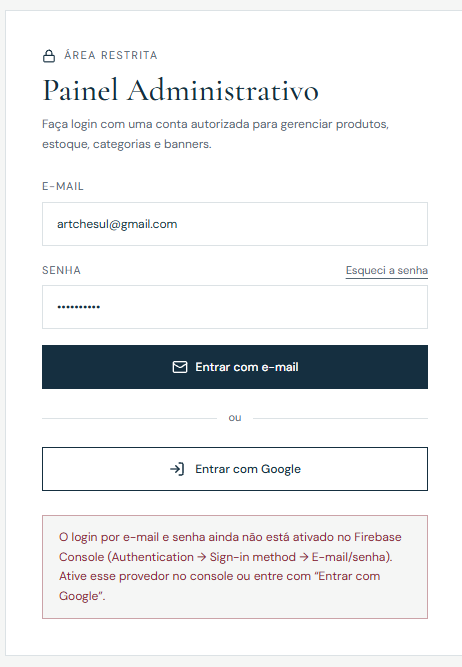 ÁREA RESTRITA
Painel Administrativo
Faça login com uma conta autorizada para gerenciar produtos,
estoque, categorias e banners.
E-MAIL
artchesul@gmail.com
SENHA
Esqueci a senha
••••••••••
Entrar com e-mail
ou
Entrar com Google
O login por e-mail e senha ainda não está ativado no Firebase
Console (Authentication → Sign-in method → E-mail/senha).
Ative esse provedor no console ou entre com “Entrar com
Google”.